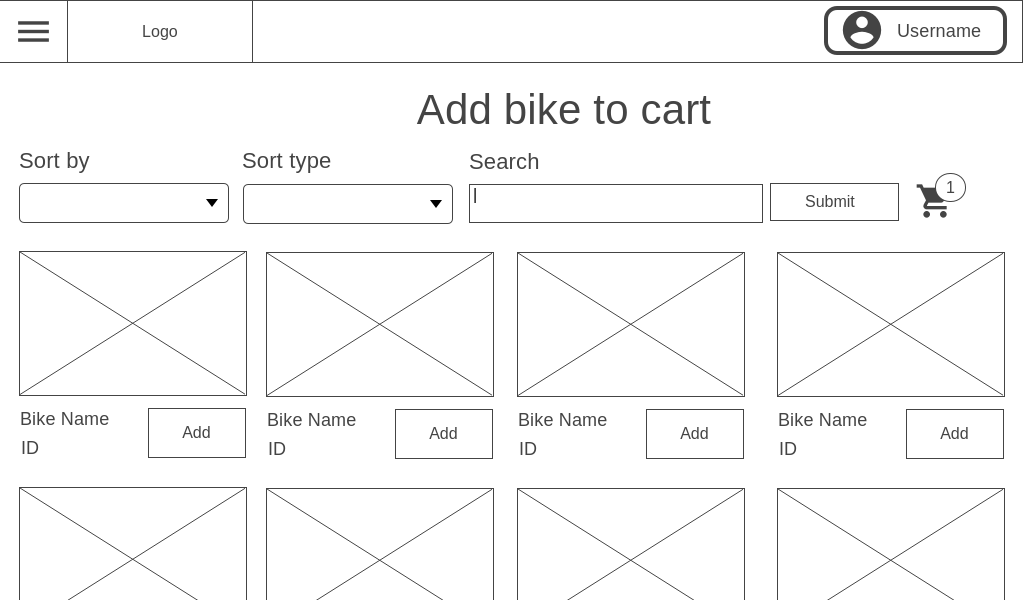 Logo
Username
Add bike to cart
Sort by
Sort type
Search
Submit
1
Bike Name
ID
Add
Bike Name
ID
Add
Bike Name
ID
Add
Bike Name
ID
Add